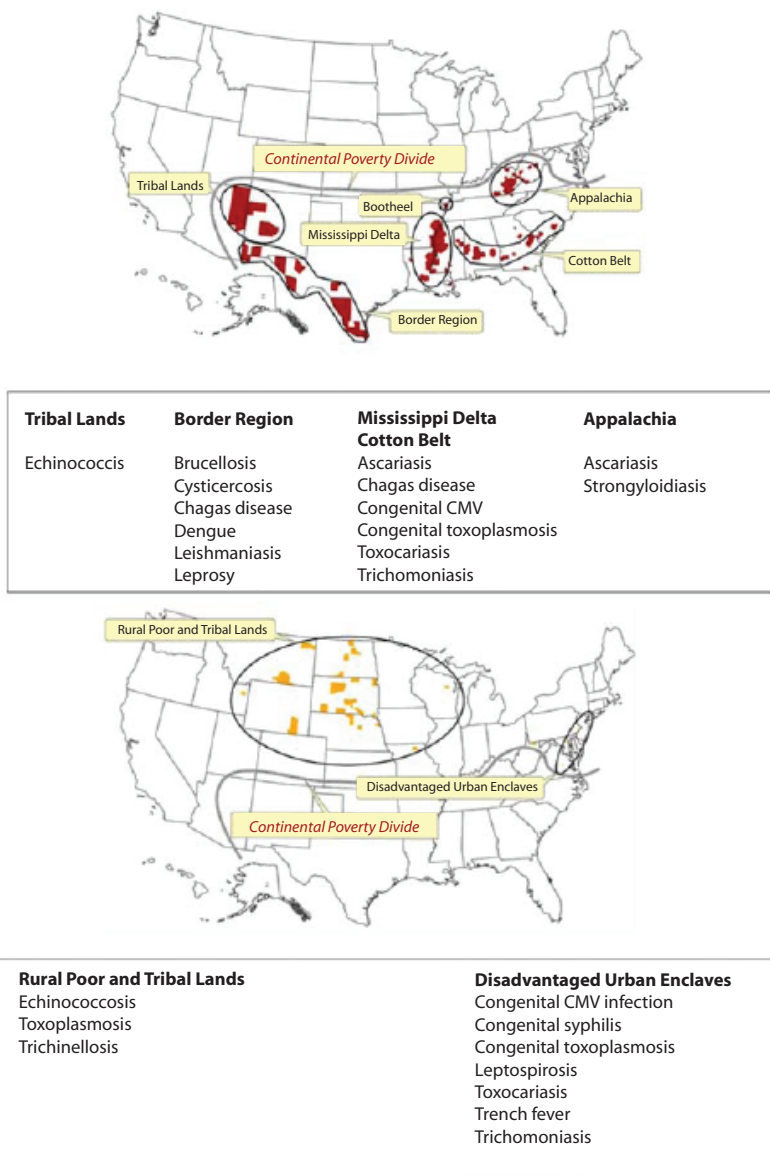 Continental Poverty Divide
Tribal Lands
Bootheel
Appalachia
Mississippi Delta
Cotton Belt
Border Region
Tribal Lands
Echinococcis
Border Region
Brucellosis
Cysticercosis
Chagas disease
Dengue
Leishmaniasis
Leprosy
Mississippi Delta
Cotton Belt
Ascariasis
Chagas disease
Congenital CMV
Congenital toxoplasmosis
Toxocariasis
Trichomoniasis
Appalachia
Ascariasis
Strongyloidiasis
Rural Poor and Tribal Lands
Disadvantaged Urban Enclaves
Continental Poverty Divide
Rural Poor and Tribal Lands
Echinococcosis
Toxoplasmosis
Trichinellosis
Disadvantaged Urban Enclaves
Congenital CMV infection
Congenital syphilis
Congenital toxoplasmosis
Leptospirosis
Toxocariasis
Trench fever
Trichomoniasis